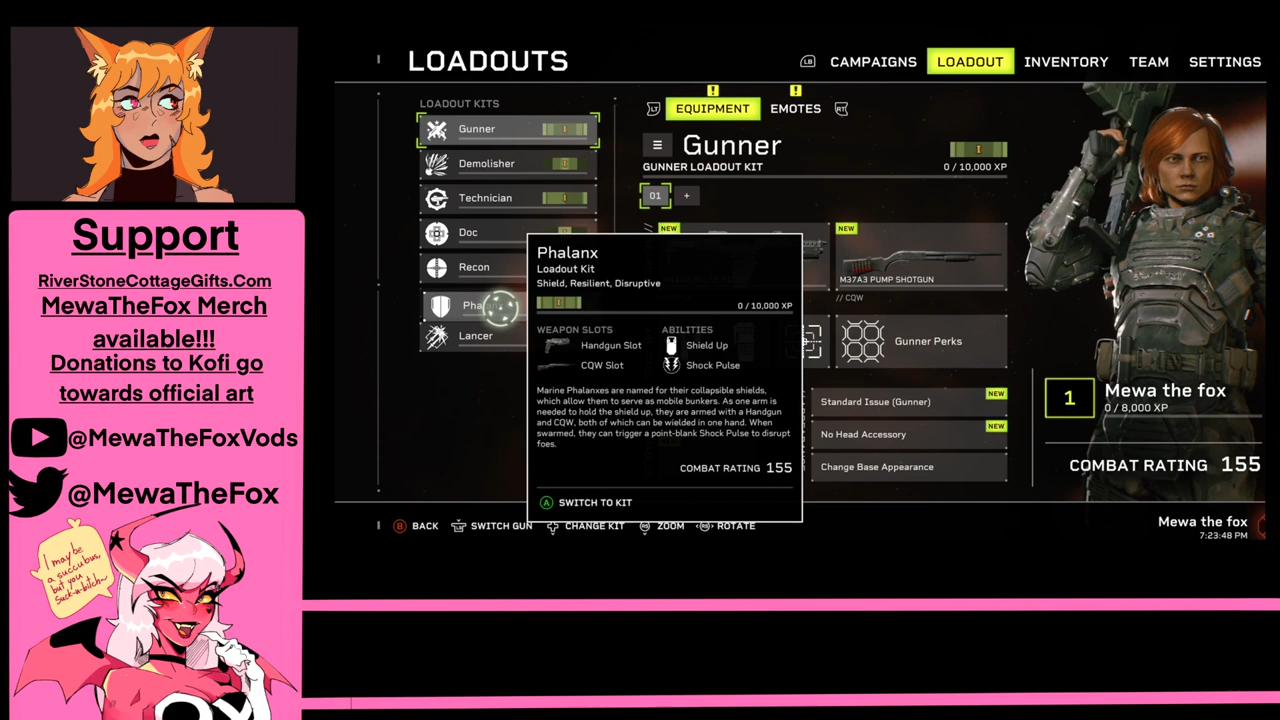 Support
RiverStoneCottageGifts.Com
MewaTheFox Merch
available!!!
Donations to Kofi go
towards official art
@MewaTheFoxVods
@MewaTheFox
I maybe
a succubus,
but you
suck-a-bitch~
LOADOUTS
LB CAMPAIGNS LOADOUT INVENTORY TEAM SETTINGS
LOADOUT KITS
Gunner
Demolisher
Technician
Doc
Recon
Lancer
LT ! EQUIPMENT ! EMOTES RT
Gunner
GUNNER LOADOUT KIT
0 / 10,000 XP
01 +
NEW
NEW
M37A3 PUMP SHOTGUN
// CQW
Gunner Perks
Standard Issue (Gunner) NEW
No Head Accessory NEW
Change Base Appearance
Phalanx
Loadout Kit
Shield, Resilient, Disruptive
0 / 10,000 XP
WEAPON SLOTS ABILITIES
Handgun Slot Shield Up
CQW Slot Shock Pulse
Marine Phalanxes are named for their collapsible shields,
which allow them to serve as mobile bunkers. As one arm is
needed to hold the shield up, they are armed with a Handgun
and CQW, both of which can be wielded in one hand. When
swarmed, they can trigger a point-blank Shock Pulse to disrupt
foes.
COMBAT RATING 155
A SWITCH TO KIT
1 Mewa the fox
0 / 8,000 XP
COMBAT RATING 155
B BACK SWITCH GUN CHANGE KIT RS ZOOM RS ROTATE
Mewa the fox
7:23:48 PM